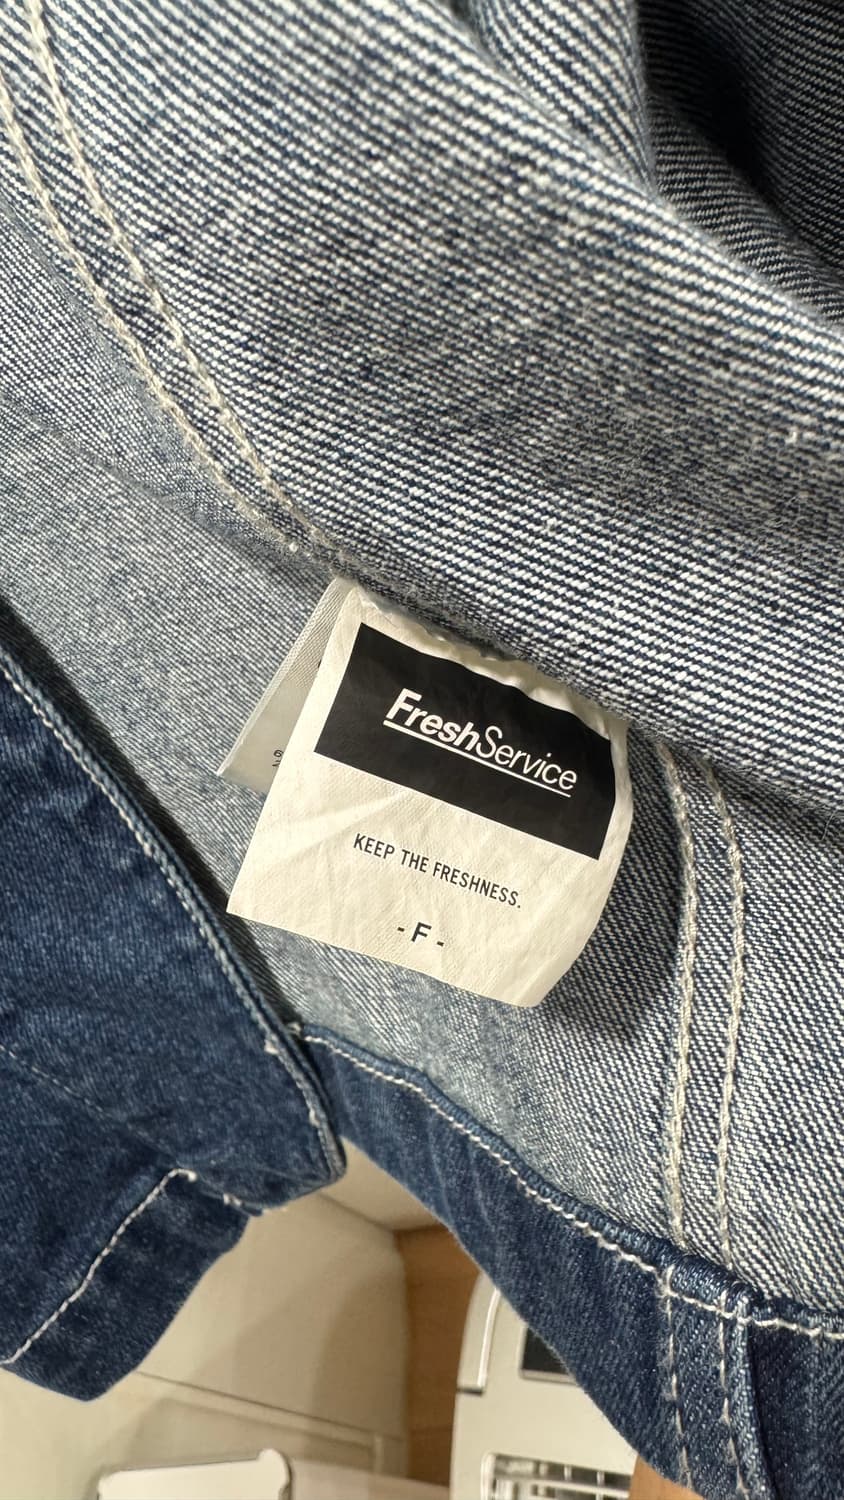 FreshService
KEEP THE FRESHNESS.
- F -